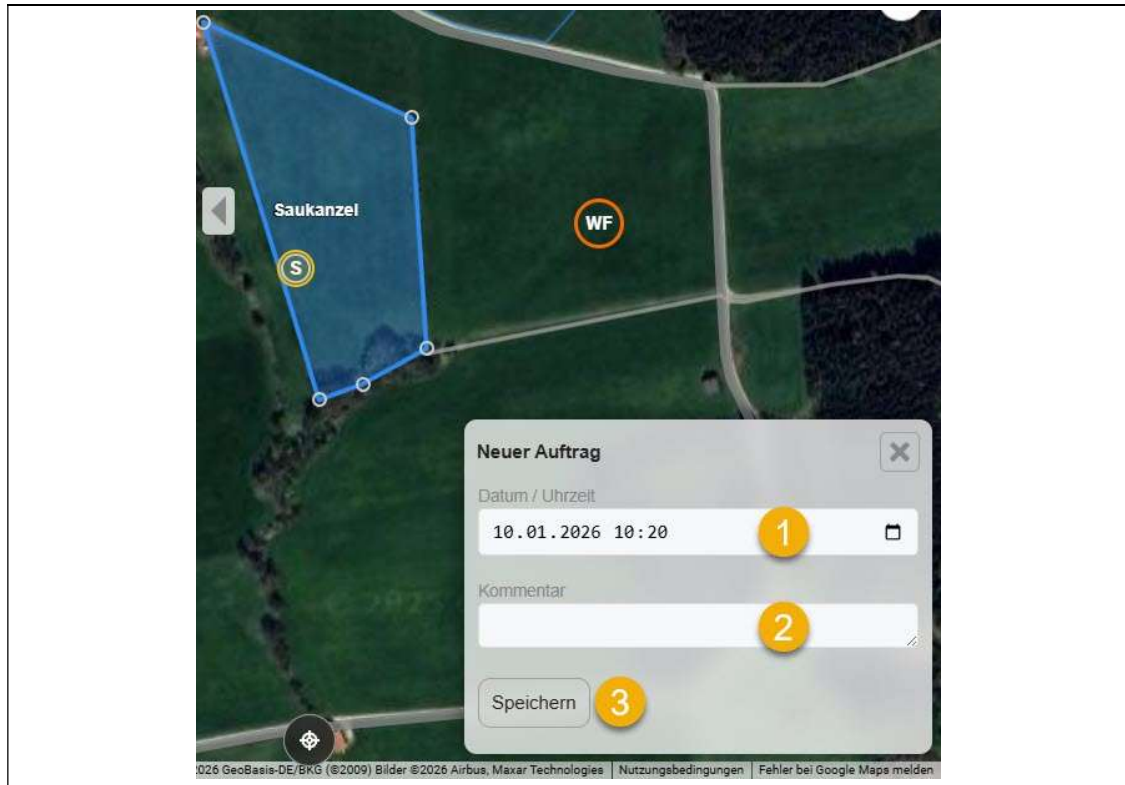 Saukanzel
WF
S
Neuer Auftrag
Datum / Uhrzeit
10.01.2026 10:20
1
Kommentar
2
Speichern
3
026 GeoBasis-DE/BKG (©2009) Bilder ©2026 Airbus, Maxar Technologies Nutzungsbedingungen Fehler bei Google Maps melden